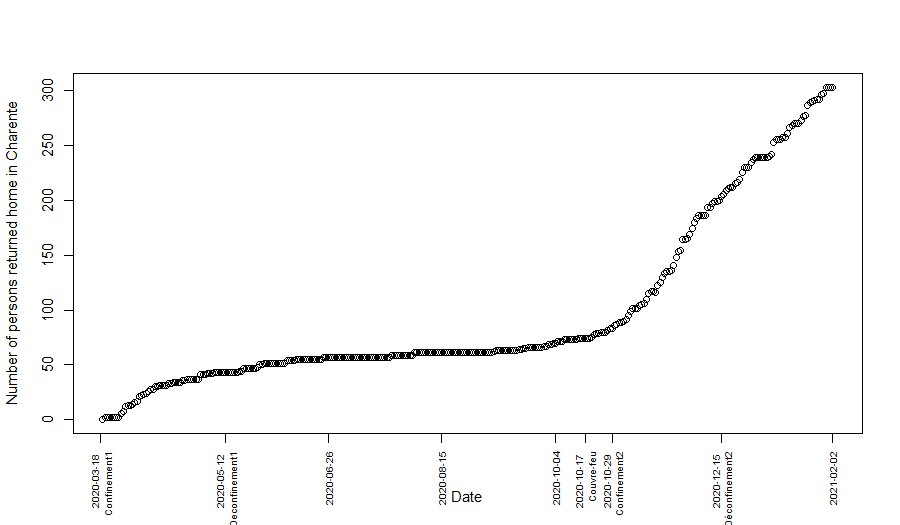 Number of persons returned home in Charente
300
250
200
150
100
50
0
2020-03-18
Confinement1
2020-05-12
Déconfinement1
2020-06-26
2020-08-15
2020-10-04
2020-10-17
Couvre-feu
2020-10-29
Confinement2
2020-12-15
Déconfinement2
2021-02-02
Date